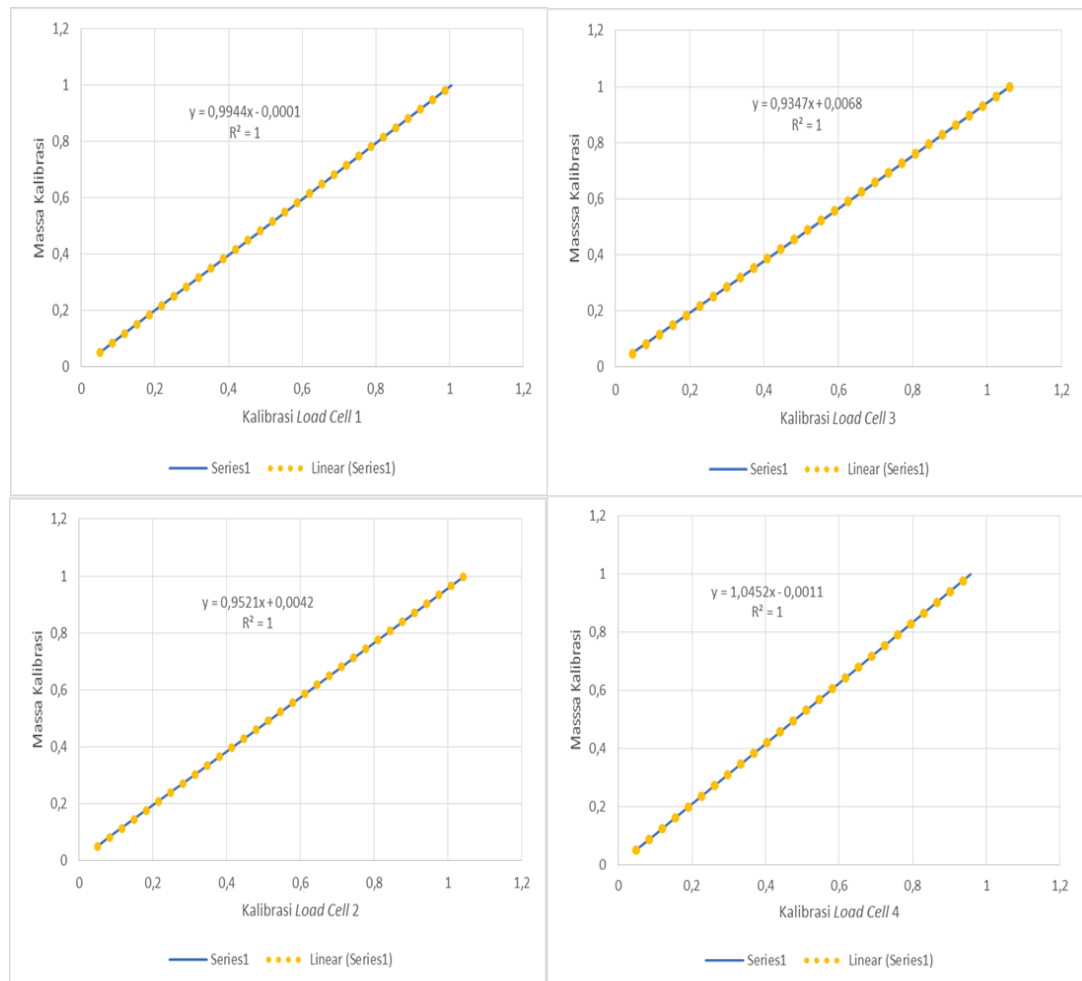 1,2
1
0,8
0,6
0,4
0,2
0
Massa Kalibrasi
y = 0,9944x - 0,0001
R² = 1
0 0,2 0,4 0,6 0,8 1 1,2
Kalibrasi Load Cell 1
Series1 Linear (Series1)
1,2
1
0,8
0,6
0,4
0,2
0
Masssa Kalibrasi
y = 0,9347x + 0,0068
R² = 1
0 0,2 0,4 0,6 0,8 1 1,2
Kalibrasi Load Cell 3
Series1 Linear (Series1)
1,2
1
0,8
0,6
0,4
0,2
0
Massa Kalibrasi
y = 0,9521x + 0,0042
R² = 1
0 0,2 0,4 0,6 0,8 1 1,2
Kalibrasi Load Cell 2
Series1 Linear (Series1)
1,2
1
0,8
0,6
0,4
0,2
0
Masssa Kalibrasi
y = 1,0452x - 0,0011
R² = 1
0 0,2 0,4 0,6 0,8 1 1,2
Kalibrasi Load Cell 4
Series1 Linear (Series1)